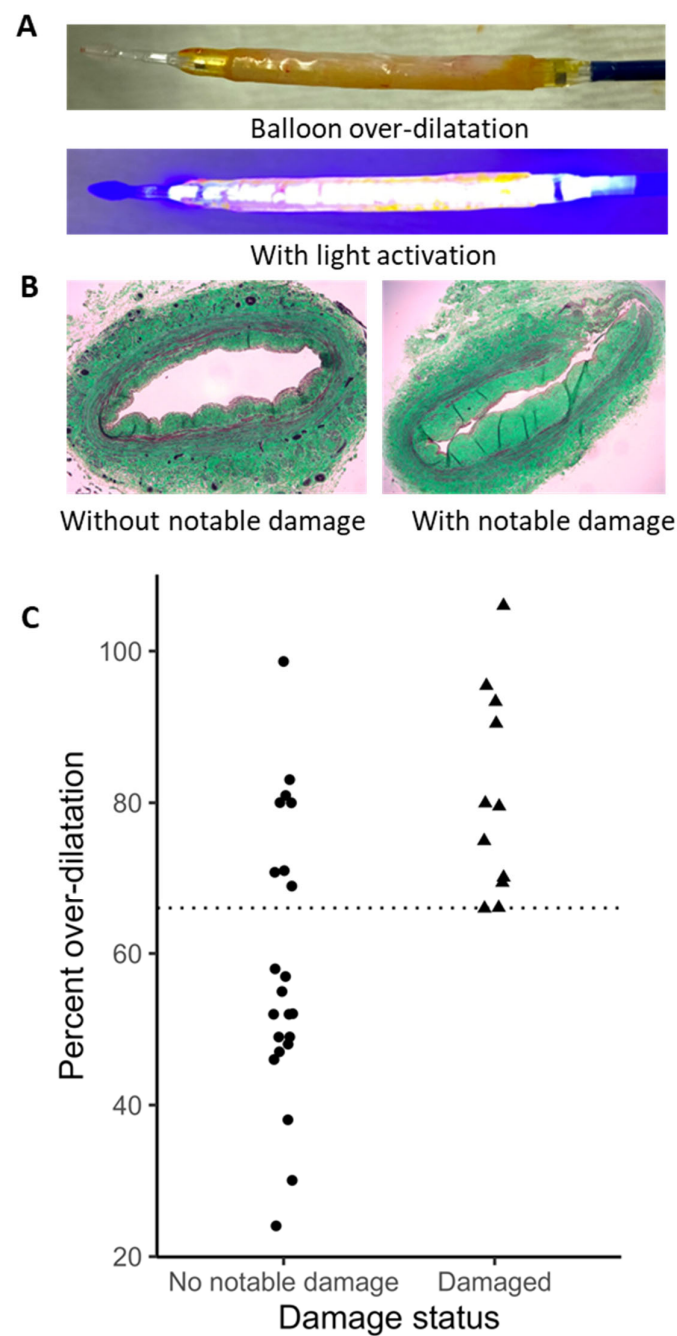 A
Balloon over-dilatation
With light activation
B
Without notable damage
With notable damage
C
Percent over-dilatation
100
80
60
40
20
No notable damage
Damaged
Damage status